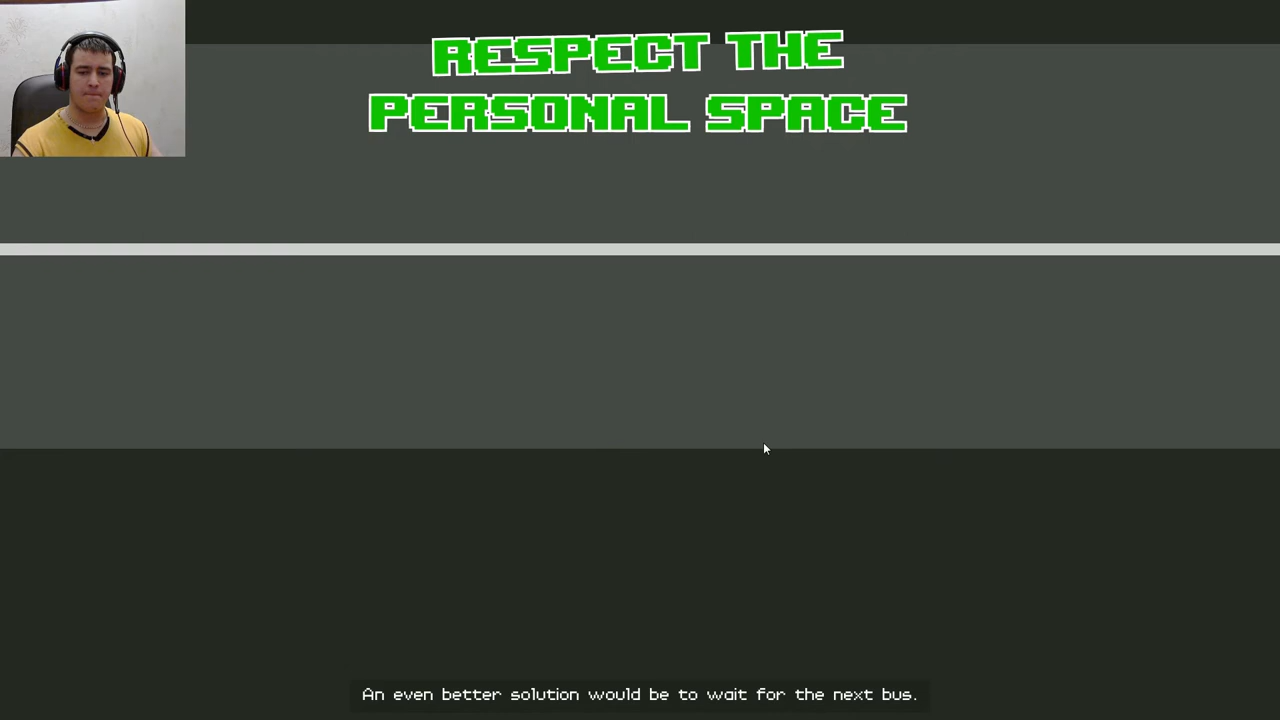 RESPECT THE
PERSONAL SPACE
An even better solution would be to wait for the next bus.